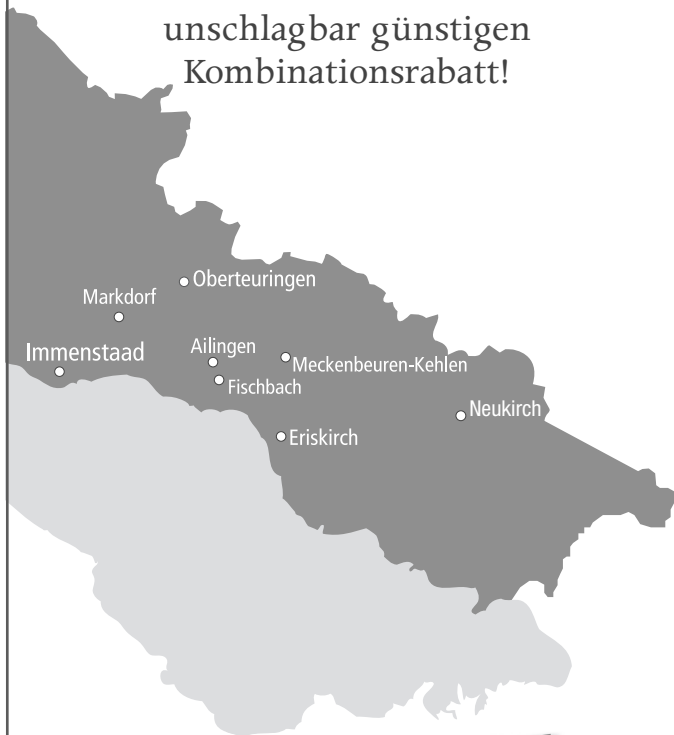 unschlagbar günstigen
Kombinationsrabatt!
Oberteuringen
Markdorf
Immenstaad
Ailingen
Meckenbeuren-Kehlen
Fischbach
Neukirch
Eriskirch